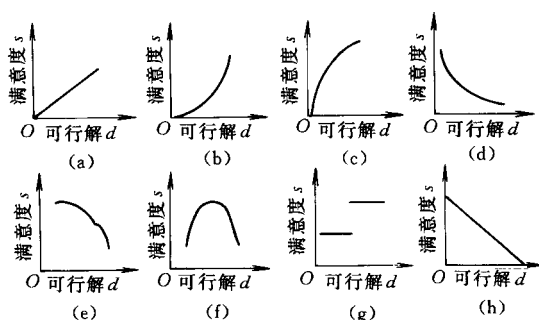 满意度 s
O 可行解 d
(a)
满意度 s
O 可行解 d
(b)
满意度 s
O 可行解 d
(c)
满意度 s
O 可行解 d
(d)
满意度 s
O 可行解 d
(e)
满意度 s
O 可行解 d
(f)
满意度 s
O 可行解 d
(g)
满意度 s
O 可行解 d
(h)